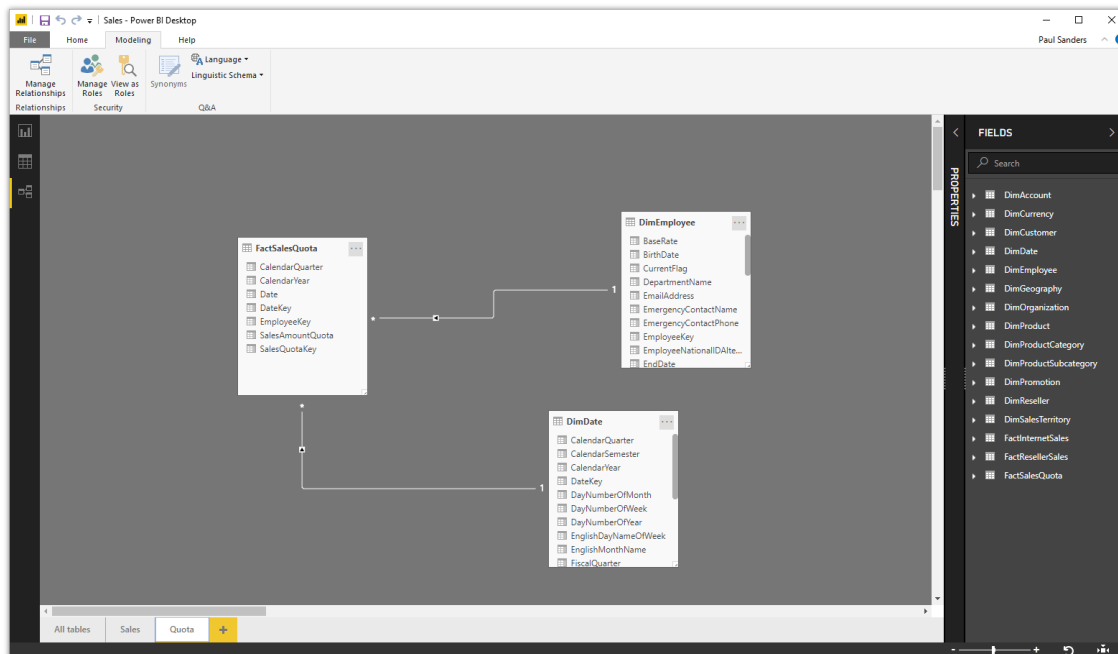 Sales - Power BI Desktop
File Home Modeling Help
Paul Sanders
Manage Relationships
Manage Roles
View as Roles
Synonyms
Language
Linguistic Schema
Relationships
Security
Q&A
FactSalesQuota
CalendarQuarter
CalendarYear
Date
DateKey
EmployeeKey
SalesAmountQuota
SalesQuotaKey
*
1
DimEmployee
BaseRate
BirthDate
CurrentFlag
DepartmentName
EmailAddress
EmergencyContactName
EmergencyContactPhone
EmployeeKey
EmployeeNationalIDAlte...
EndDate
*
1
DimDate
CalendarQuarter
CalendarSemester
CalendarYear
DateKey
DayNumberOfMonth
DayNumberOfWeek
DayNumberOfYear
EnglishDayNameOfWeek
EnglishMonthName
FiscalQuarter
PROPERTIES
FIELDS
Search
DimAccount
DimCurrency
DimCustomer
DimDate
DimEmployee
DimGeography
DimOrganization
DimProduct
DimProductCategory
DimProductSubcategory
DimPromotion
DimReseller
DimSalesTerritory
FactInternetSales
FactResellerSales
FactSalesQuota
All tables Sales Quota +
- +